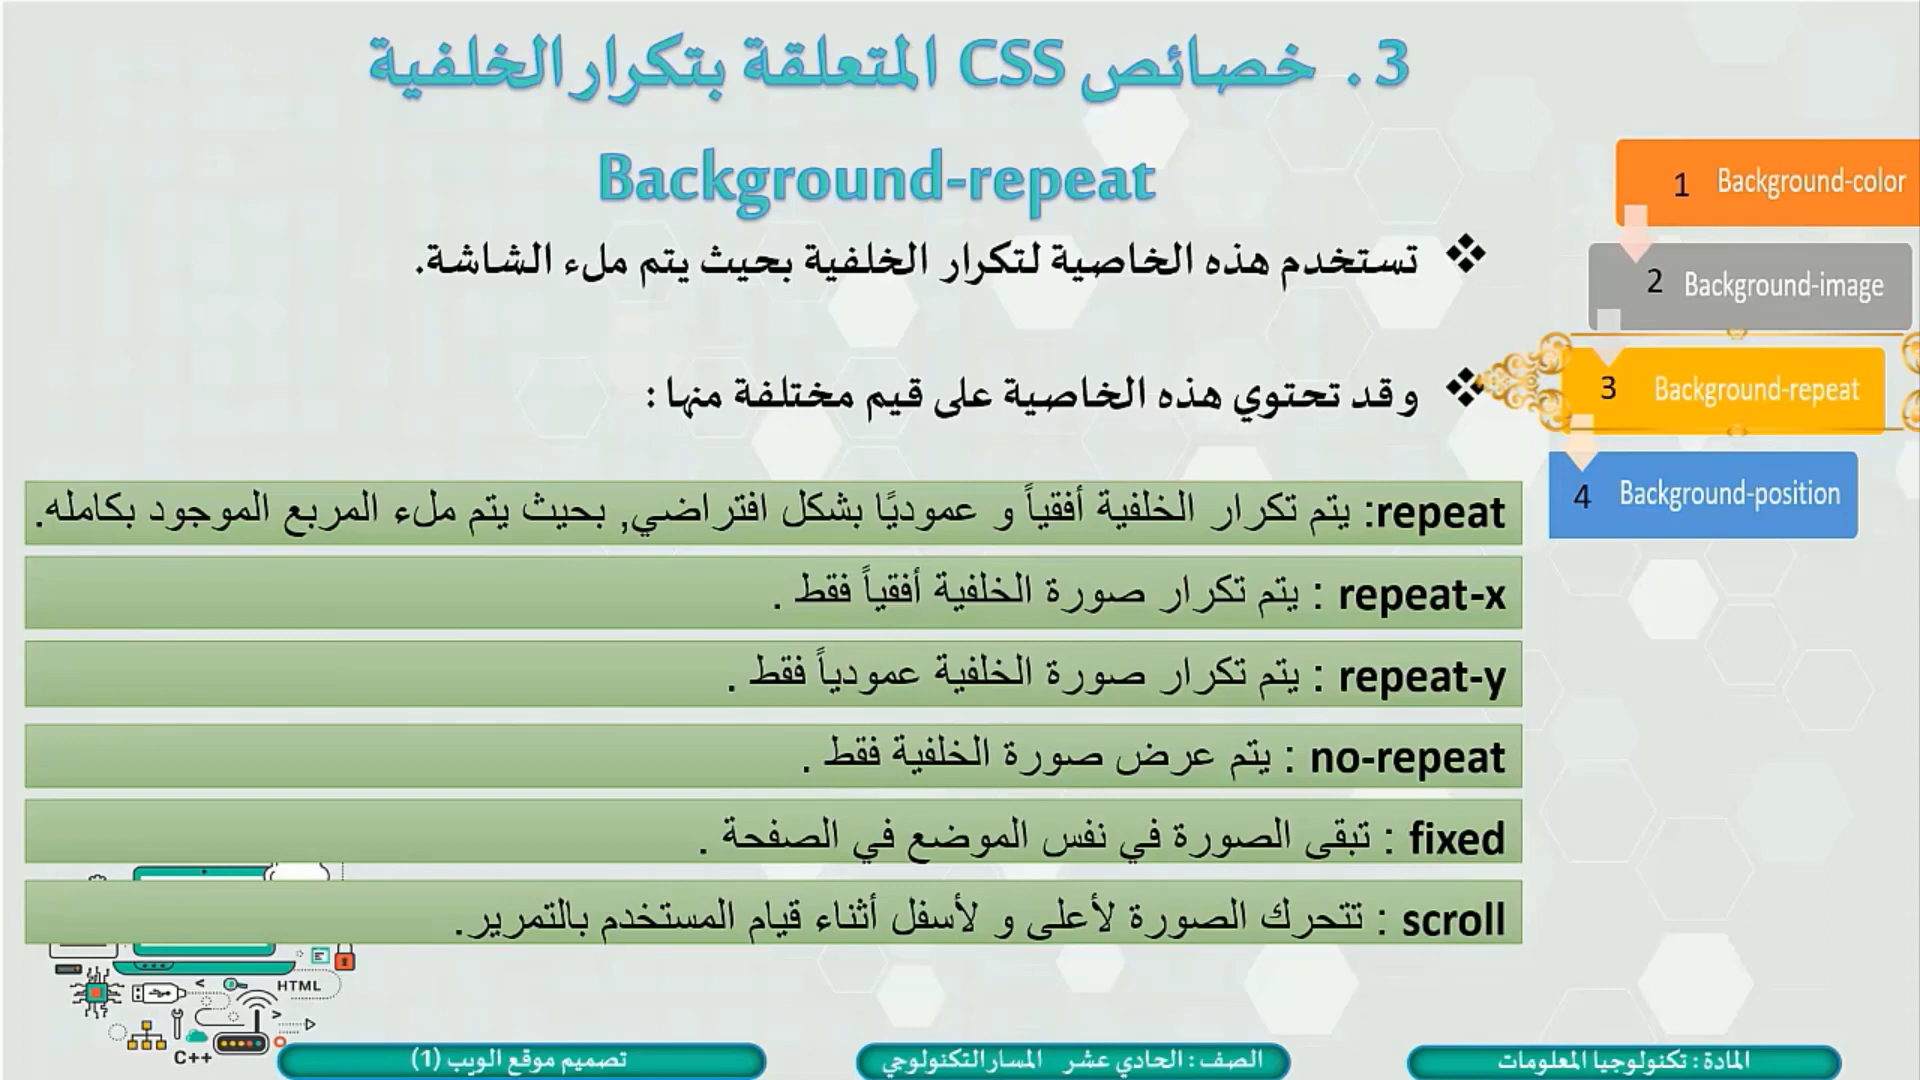 3 . خصائص CSS المتعلقة بتكرار الخلفية
Background-repeat
❖ تستخدم هذه الخاصية لتكرار الخلفية بحيث يتم ملء الشاشة.
❖ وقد تحتوي هذه الخاصية على قيم مختلفة منها :
repeat: يتم تكرار الخلفية أفقياً و عموديًا بشكل افتراضي, بحيث يتم ملء المربع الموجود بكامله.
repeat-x : يتم تكرار صورة الخلفية أفقياً فقط .
repeat-y : يتم تكرار صورة الخلفية عمودياً فقط .
no-repeat : يتم عرض صورة الخلفية فقط .
fixed : تبقى الصورة في نفس الموضع في الصفحة .
scroll : تتحرك الصورة لأعلى و لأسفل أثناء قيام المستخدم بالتمرير.
1 Background-color
2 Background-image
3 Background-repeat
4 Background-position
HTML
C++
المادة : تكنولوجيا المعلومات
الصف : الحادي عشر المسار التكنولوجي
تصميم موقع الويب (1)